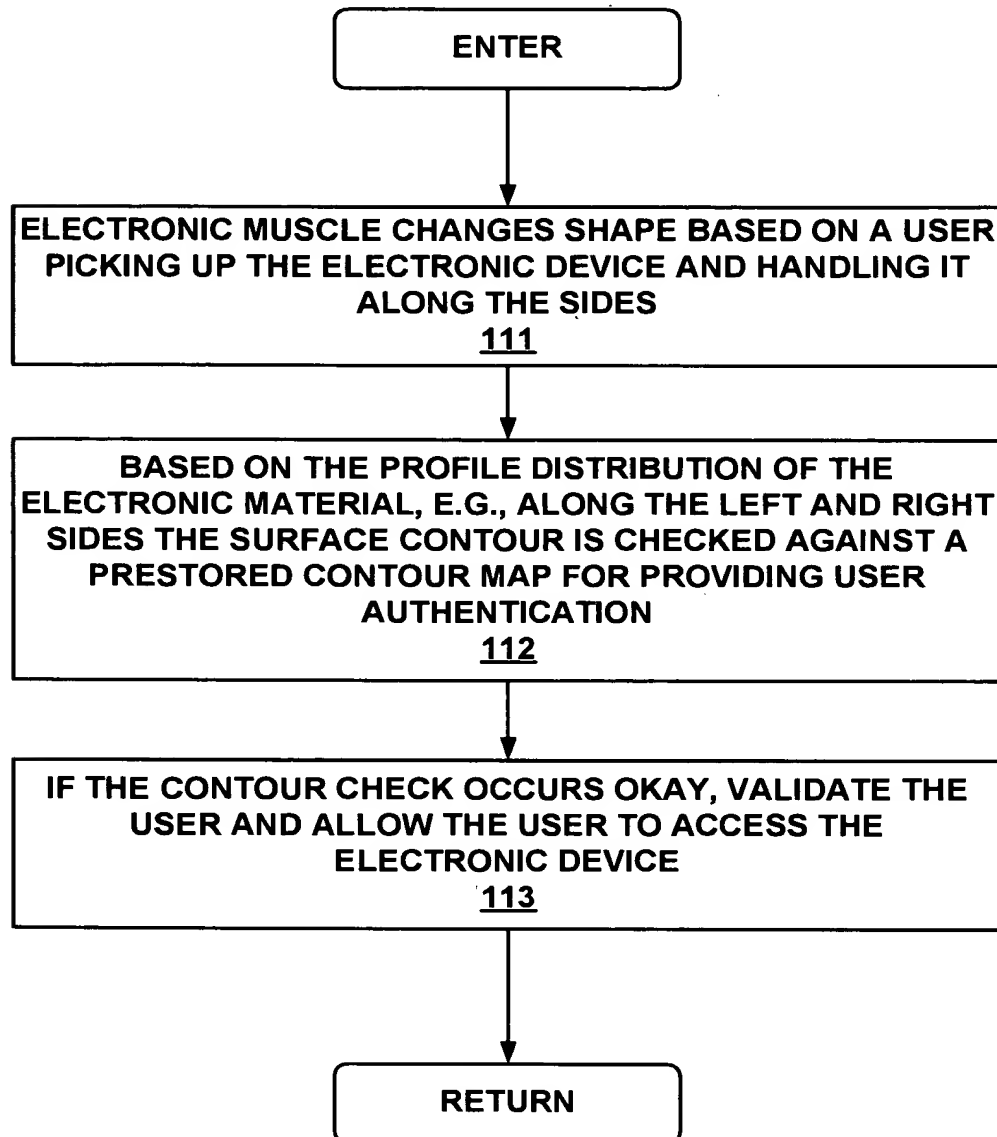 ENTER
ELECTRONIC MUSCLE CHANGES SHAPE BASED ON A USER
PICKING UP THE ELECTRONIC DEVICE AND HANDLING IT
ALONG THE SIDES
111
BASED ON THE PROFILE DISTRIBUTION OF THE
ELECTRONIC MATERIAL, E.G., ALONG THE LEFT AND RIGHT
SIDES THE SURFACE CONTOUR IS CHECKED AGAINST A
PRESTORED CONTOUR MAP FOR PROVIDING USER
AUTHENTICATION
112
IF THE CONTOUR CHECK OCCURS OKAY, VALIDATE THE
USER AND ALLOW THE USER TO ACCESS THE
ELECTRONIC DEVICE
113
RETURN